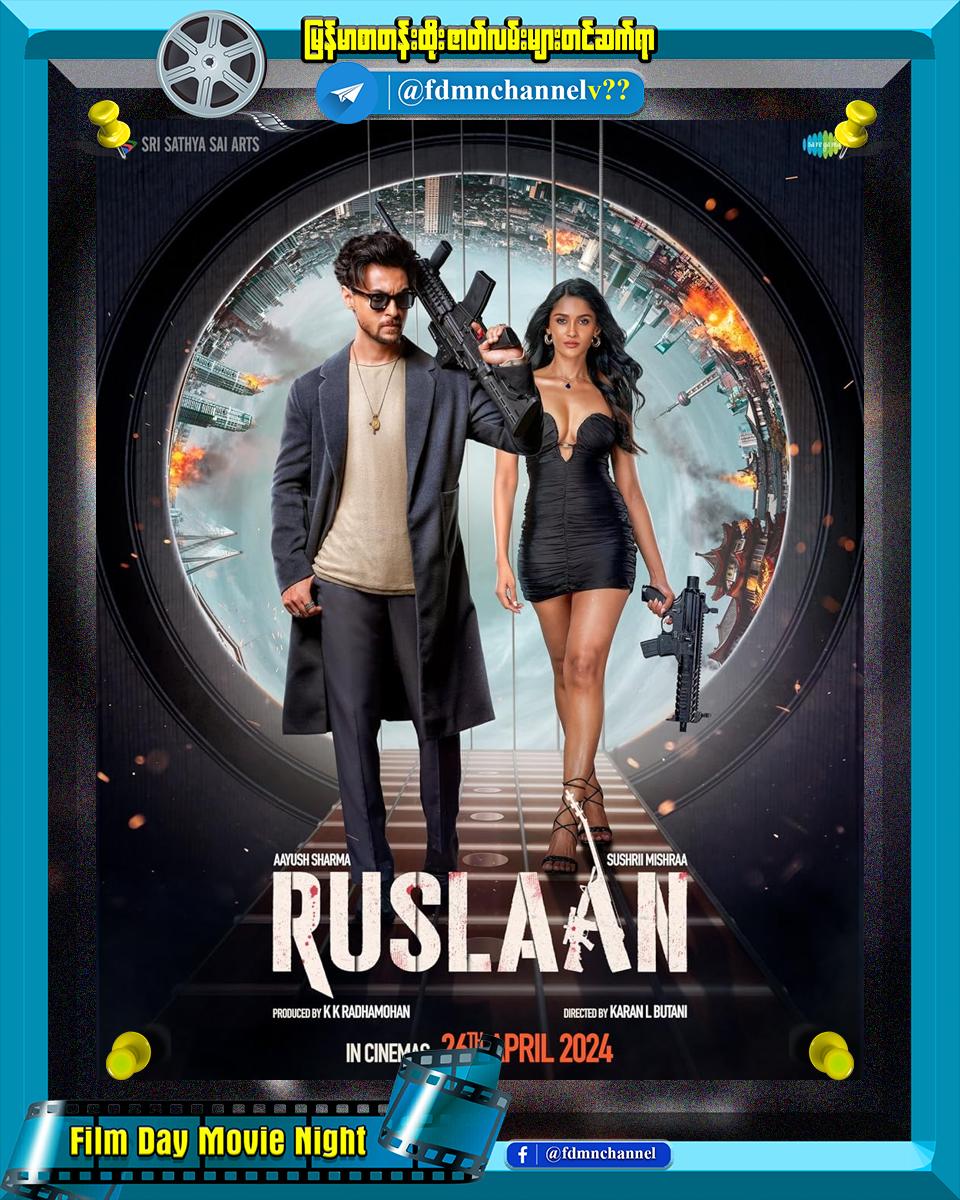 မြန်မာစာတန်းထိုးဇာတ်လမ်းများတင်ဆက်ရာ
@fdmnchannelv??
SRI SATHYA SAI ARTS
AAYUSH SHARMA
SUSHRII MISHRAA
RUSLAAN
PRODUCED BY K K RADHAMOHAN
DIRECTED BY KARAN L BUTANI
IN CINEMAS 26TH APRIL 2024
Film Day Movie Night
@fdmnchannel